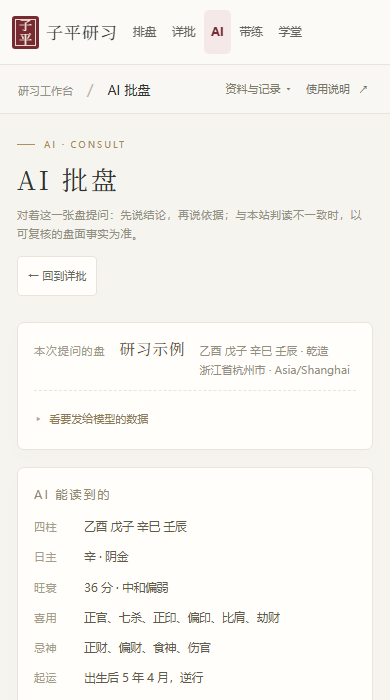 子平
子平研习 排盘 详批 AI 带练 学堂
研习工作台 / AI 批盘 资料与记录 使用说明 ↗
AI · CONSULT
AI 批盘
对着这一张盘提问：先说结论，再说依据；与本站判读不一致时，以
可复核的盘面事实为准。
← 回到详批
本次提问的盘 研习示例 乙酉 戊子 辛巳 壬辰 · 乾造
浙江省杭州市 · Asia/Shanghai
▸ 看要发给模型的数据
AI 能读到的
四柱 乙酉 戊子 辛巳 壬辰
日主 辛 · 阴金
旺衰 36 分 · 中和偏弱
喜用 正官、七杀、正印、偏印、比肩、劫财
忌神 正财、偏财、食神、伤官
起运 出生后 5 年 4 月，逆行